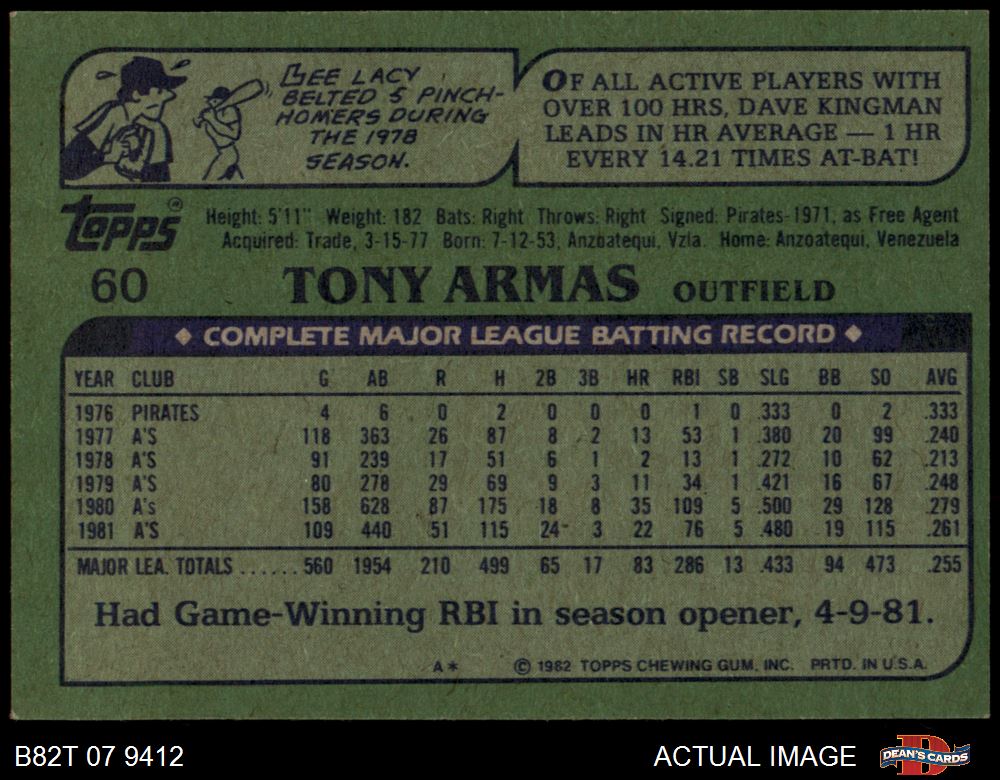 LEE LACY
BELTED 5 PINCH-
HOMERS DURING
THE 1978
SEASON.
OF ALL ACTIVE PLAYERS WITH
OVER 100 HRS, DAVE KINGMAN
LEADS IN HR AVERAGE — 1 HR
EVERY 14.21 TIMES AT-BAT!
topps®
Height: 5'11" Weight: 182 Bats: Right Throws: Right Signed: Pirates-1971, as Free Agent
Acquired: Trade, 3-15-77 Born: 7-12-53, Anzoatequi, Vzla. Home: Anzoatequi, Venezuela
60 TONY ARMAS OUTFIELD
◆ COMPLETE MAJOR LEAGUE BATTING RECORD ◆
YEAR CLUB G AB R H 2B 3B HR RBI SB SLG BB SO AVG
1976 PIRATES 4 6 0 2 0 0 0 1 0 .333 0 2 .333
1977 A'S 118 363 26 87 8 2 13 53 1 .380 20 99 .240
1978 A'S 91 239 17 51 6 1 2 13 1 .272 10 62 .213
1979 A'S 80 278 29 69 9 3 11 34 1 .421 16 67 .248
1980 A's 158 628 87 175 18 8 35 109 5 .500 29 128 .279
1981 A'S 109 440 51 115 24 3 22 76 5 .480 19 115 .261
MAJOR LEA. TOTALS ...... 560 1954 210 499 65 17 83 286 13 .433 94 473 .255
Had Game-Winning RBI in season opener, 4-9-81.
A* © 1982 TOPPS CHEWING GUM, INC. PRTD. IN U.S.A.
B82T 07 9412 ACTUAL IMAGE DEAN'S CARDS